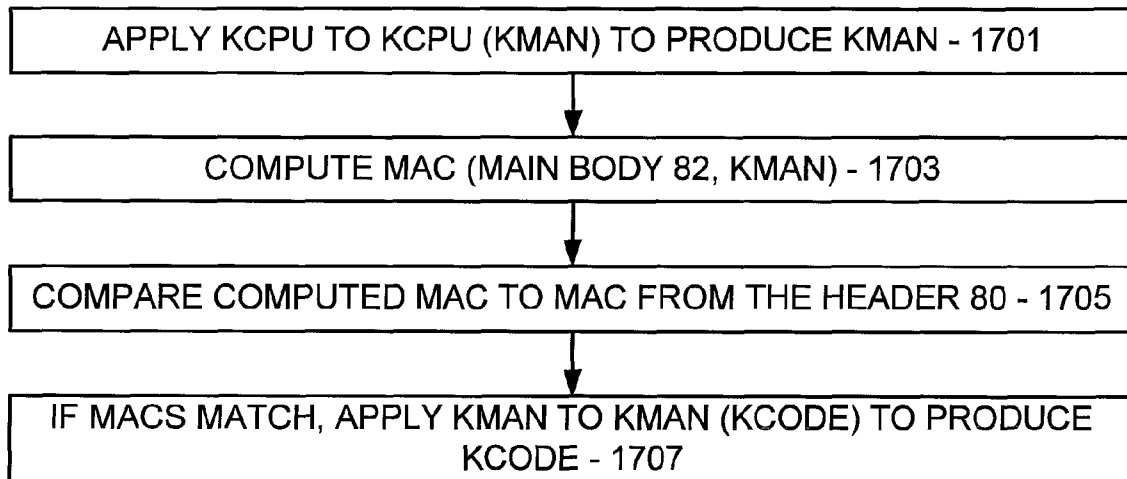 APPLY KCPU TO KCPU (KMAN) TO PRODUCE KMAN - 1701
COMPUTE MAC (MAIN BODY 82, KMAN) - 1703
COMPARE COMPUTED MAC TO MAC FROM THE HEADER 80 - 1705
IF MACS MATCH, APPLY KMAN TO KMAN (KCODE) TO PRODUCE
KCODE - 1707